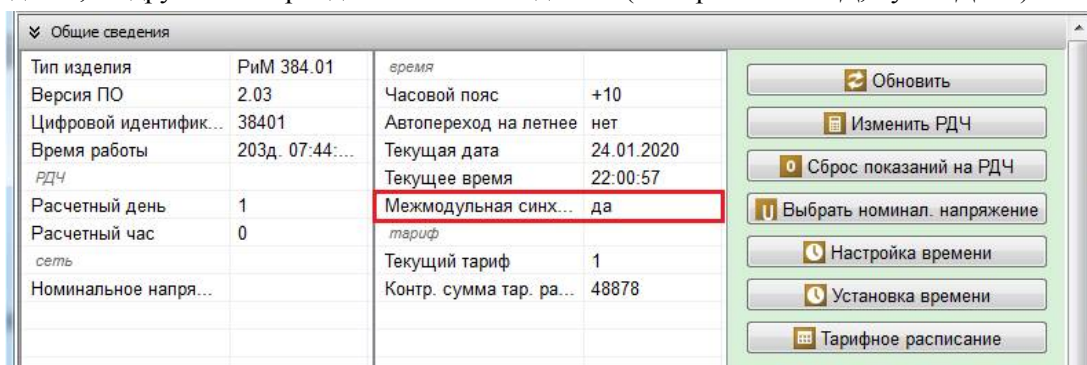 Общие сведения
Тип изделия РиМ 384.01
Версия ПО 2.03
Цифровой идентифик... 38401
Время работы 203д. 07:44:...
РДЧ
Расчетный день 1
Расчетный час 0
сеть
Номинальное напря...
время
Часовой пояс +10
Автопереход на летнее нет
Текущая дата 24.01.2020
Текущее время 22:00:57
Межмодульная синх... да
тариф
Текущий тариф 1
Контр. сумма тар. ра... 48878
Обновить
Изменить РДЧ
Сброс показаний на РДЧ
Выбрать номинал. напряжение
Настройка времени
Установка времени
Тарифное расписание